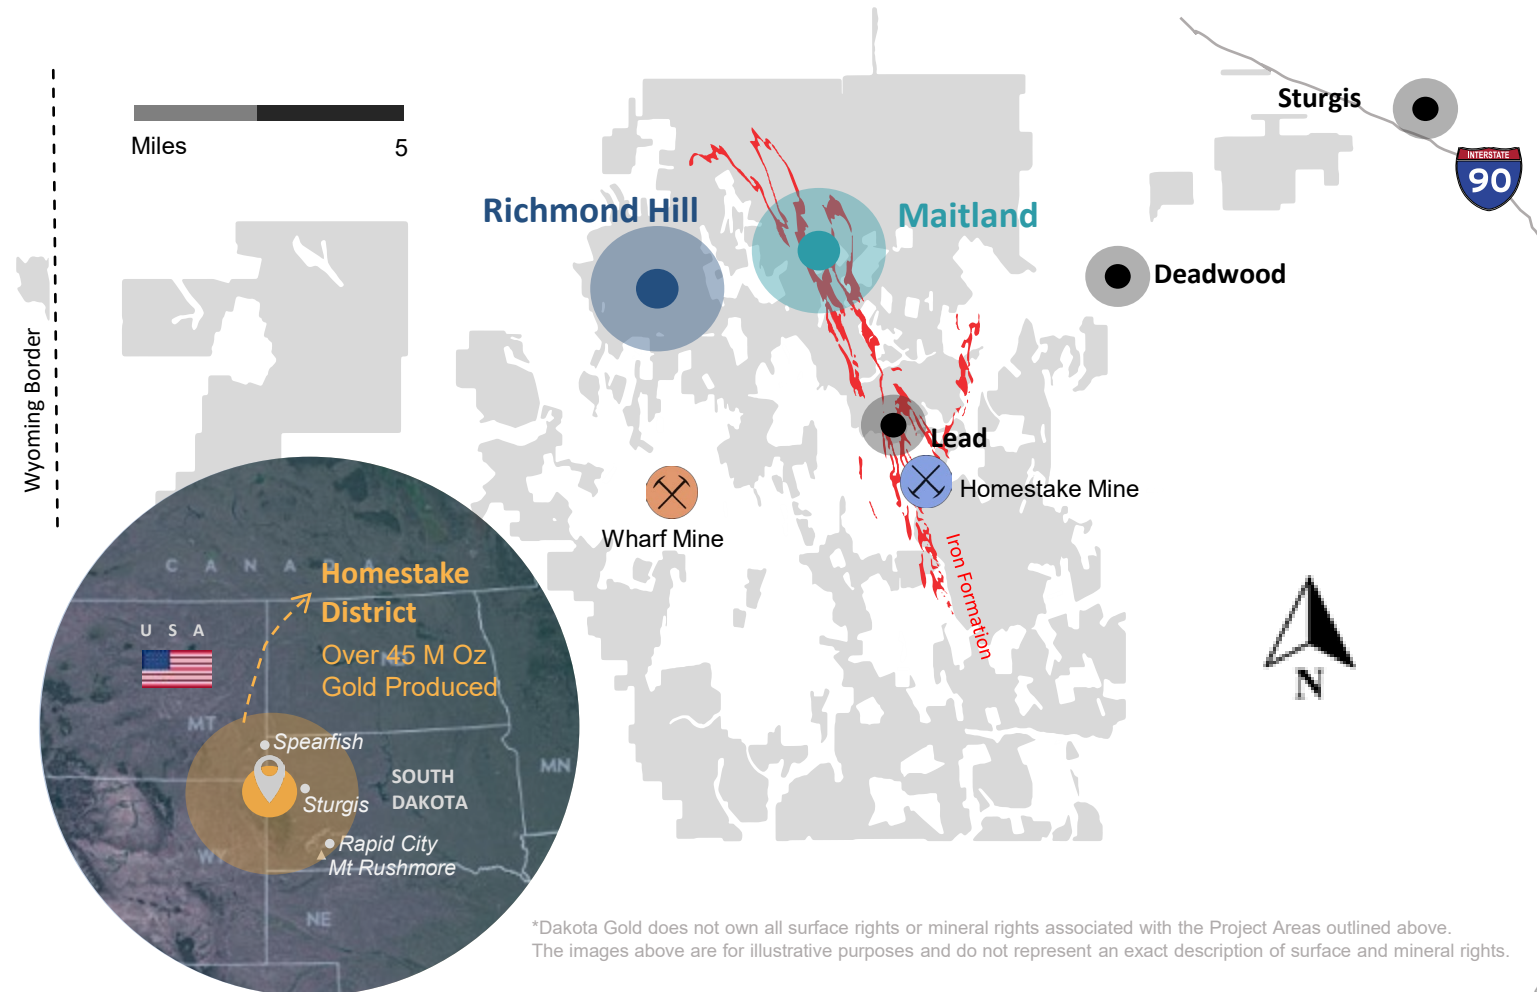 Sturgis
Miles 5
INTERSTATE
90
Richmond Hill
Maitland
Deadwood
Wyoming Border
Lead
Homestake Mine
Wharf Mine
Iron Formation
CANADA
Homestake
District
USA
Over 45 M Oz
ND
Gold Produced
MT
Spearfish
MN
SOUTH
DAKOTA
Sturgis
Rapid City
WY
Mt Rushmore
NE
N
*Dakota Gold does not own all surface rights or mineral rights associated with the Project Areas outlined above.
The images above are for illustrative purposes and do not represent an exact description of surface and mineral rights.